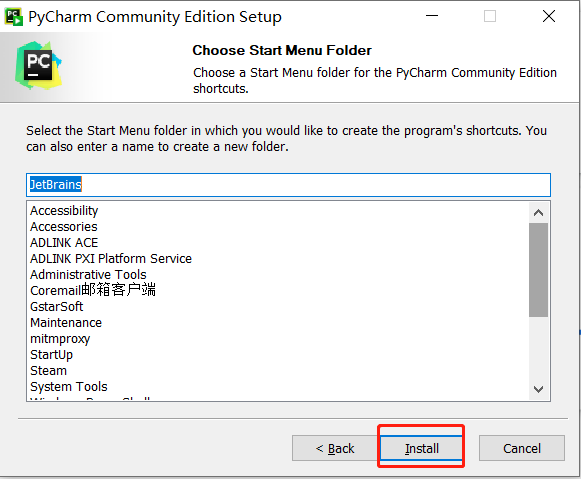 PyCharm Community Edition Setup
PC
Choose Start Menu Folder
Choose a Start Menu folder for the PyCharm Community Edition
shortcuts.
Select the Start Menu folder in which you would like to create the program's shortcuts. You
can also enter a name to create a new folder.
JetBrains
Accessibility
Accessories
ADLINK ACE
ADLINK PXI Platform Service
Administrative Tools
Coremail邮箱客户端
GstarSoft
Maintenance
mitmproxy
StartUp
Steam
System Tools
< Back
Install
Cancel